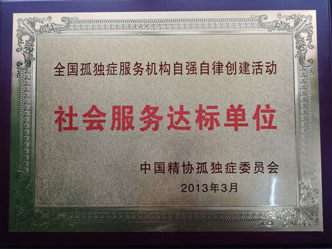 全国孤独症服务机构自强自律创建活动
社会服务达标单位
中国精协孤独症委员会
2013年3月